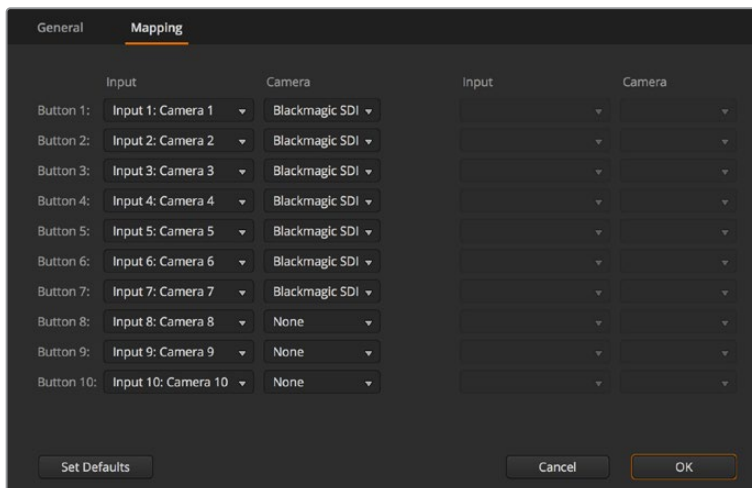 General Mapping
Input Camera Input Camera
Button 1: Input 1: Camera 1 Blackmagic SDI
Button 2: Input 2: Camera 2 Blackmagic SDI
Button 3: Input 3: Camera 3 Blackmagic SDI
Button 4: Input 4: Camera 4 Blackmagic SDI
Button 5: Input 5: Camera 5 Blackmagic SDI
Button 6: Input 6: Camera 6 Blackmagic SDI
Button 7: Input 7: Camera 7 Blackmagic SDI
Button 8: Input 8: Camera 8 None
Button 9: Input 9: Camera 9 None
Button 10: Input 10: Camera 10 None
Set Defaults Cancel OK